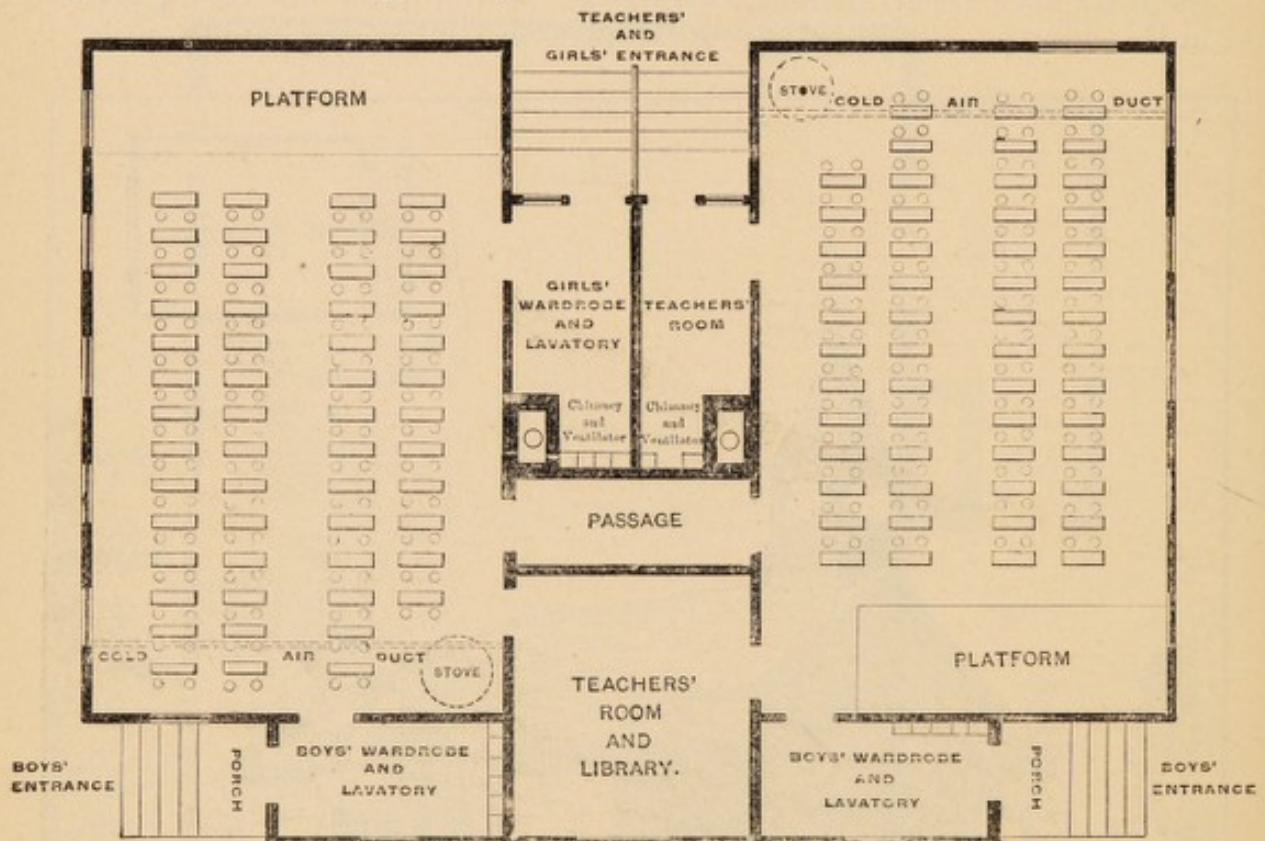 TEACHERS'
AND
GIRLS' ENTRANCE
PLATFORM
STOVE
COLD AIR DUCT
GIRLS'
WARDROBE
AND
LAVATORY
TEACHERS'
ROOM
Chimney
and
Ventilator
Chimney
and
Ventilator
PASSAGE
COLD AIR DUCT
STOVE
TEACHERS'
ROOM
AND
LIBRARY.
PLATFORM
BOYS'
ENTRANCE
PORCH
BOYS' WARDROBE
AND
LAVATORY
BOYS' WARDROBE
AND
LAVATORY
PORCH
BOYS'
ENTRANCE